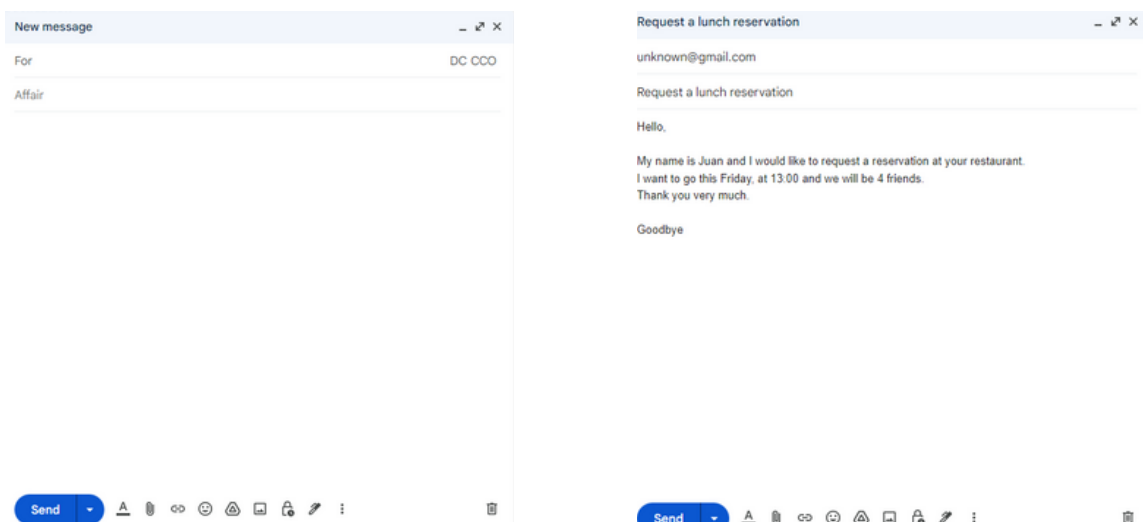 New message
For DC CCO
Affair
Send
Request a lunch reservation
unknown@gmail.com
Request a lunch reservation
Hello,
My name is Juan and I would like to request a reservation at your restaurant.
I want to go this Friday, at 13:00 and we will be 4 friends.
Thank you very much.
Goodbye
Send